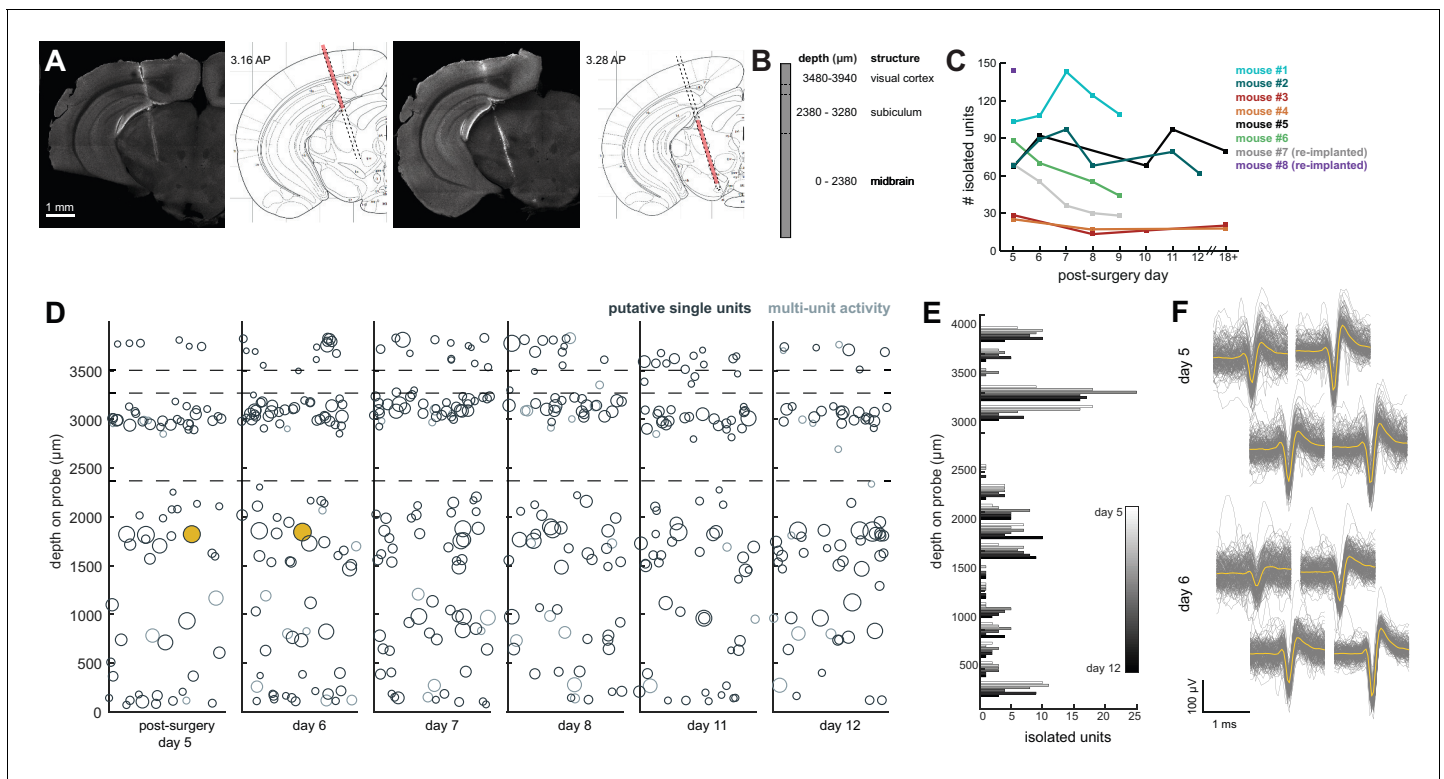 A
1 mm
3.16 AP
3.28 AP
B
depth (μm) structure
3480-3940 visual cortex
2380 - 3280 subiculum
0 - 2380 midbrain
C
# isolated units
150
120
90
60
30
0
5 6 7 8 9 10 11 12 18+
post-surgery day
mouse #1
mouse #2
mouse #3
mouse #4
mouse #5
mouse #6
mouse #7 (re-implanted)
mouse #8 (re-implanted)
D
putative single units multi-unit activity
depth on probe (μm)
3500
3000
2500
2000
1500
1000
500
0
post-surgery
day 5
day 6
day 7
day 8
day 11
day 12
E
depth on probe (μm)
4000
3500
3000
2500
2000
1500
1000
500
day 5
day 12
0 5 10 15 20 25
isolated units
F
day 5
day 6
100 μV
1 ms